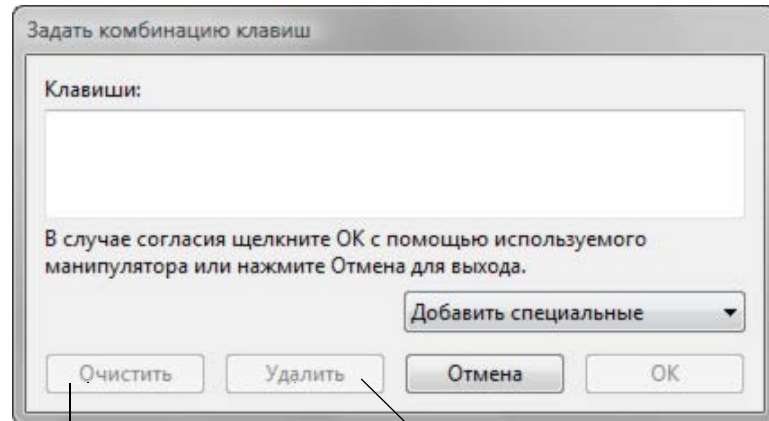 Задать комбинацию клавиш
Клавиши:
В случае согласия щелкните ОК с помощью используемого
манипулятора или нажмите Отмена для выхода.
Добавить специальные
Очистить Удалить Отмена ОК